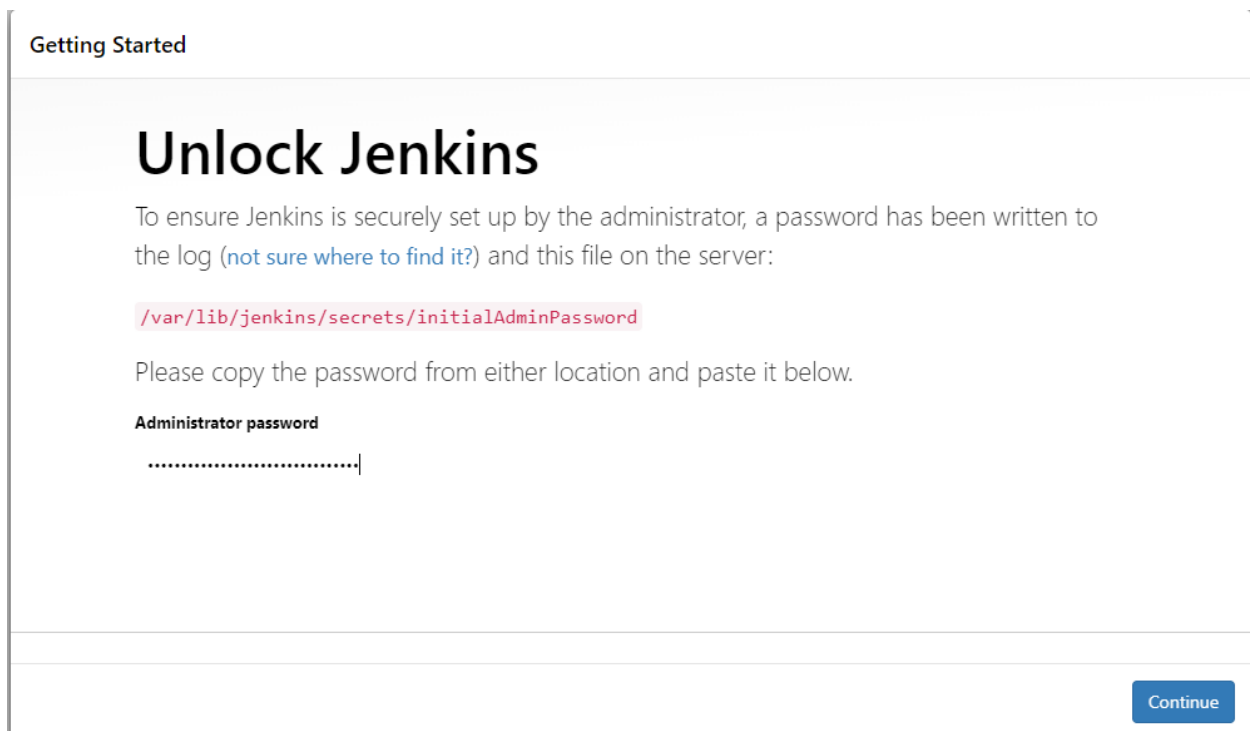 Getting Started
Unlock Jenkins
To ensure Jenkins is securely set up by the administrator, a password has been written to
the log (not sure where to find it?) and this file on the server:
/var/lib/jenkins/secrets/initialAdminPassword
Please copy the password from either location and paste it below.
Administrator password
••••••••••••••••••••••••••••••••
Continue